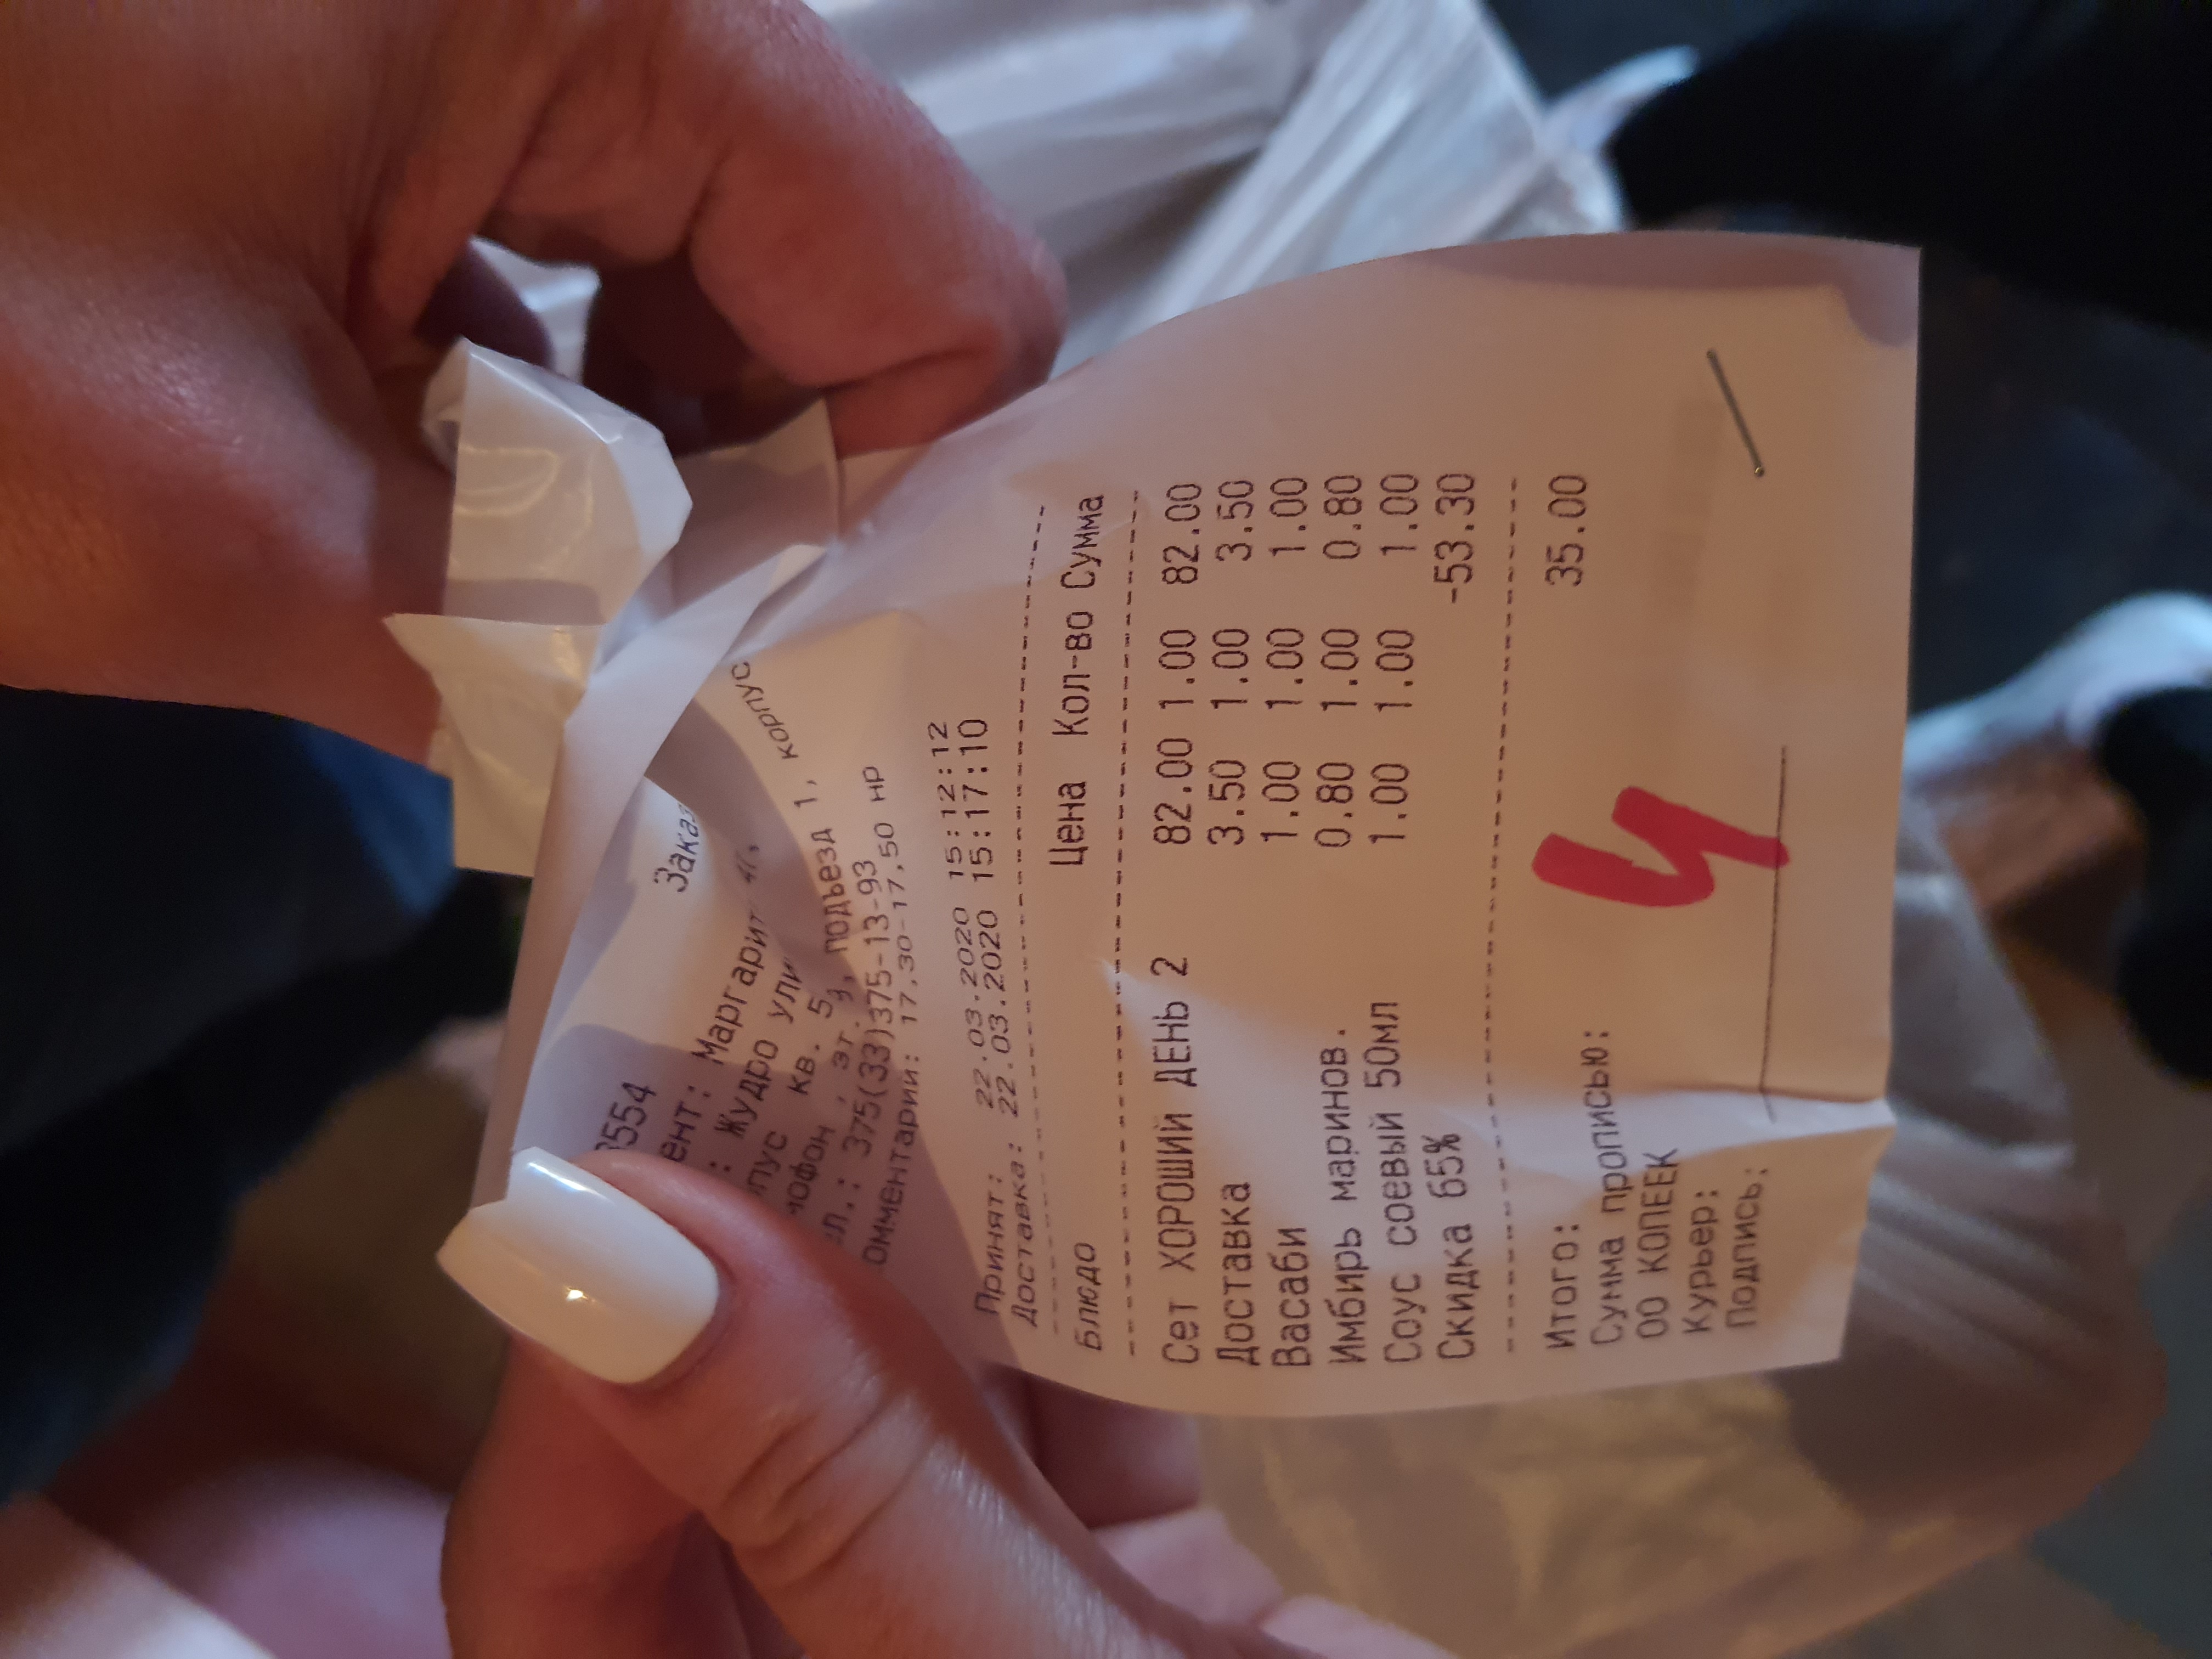 Заказ
3554
ент: Маргарит
: Жудро ули
пус кв. 5
мофон , эт. 9, подъезд 1, корпус
ел.: 375(33)375-13-93
омментарий: 17,30-17,50 нр
Принят: 22.03.2020 15:12:12
Доставка: 22.03.2020 15:17:10
Блюдо Цена Кол-во Сумма
Сет ХОРОШИЙ ДЕНЬ 2 82.00 1.00 82.00
Доставка 3.50 1.00 3.50
Васаби 1.00 1.00 1.00
Имбирь маринов. 0.80 1.00 0.80
Соус соевый 50мл 1.00 1.00 1.00
Скидка 65% -53.30
Итого: 35.00
Сумма прописью:
00 КОПЕЕК
Курьер:
Подпись: